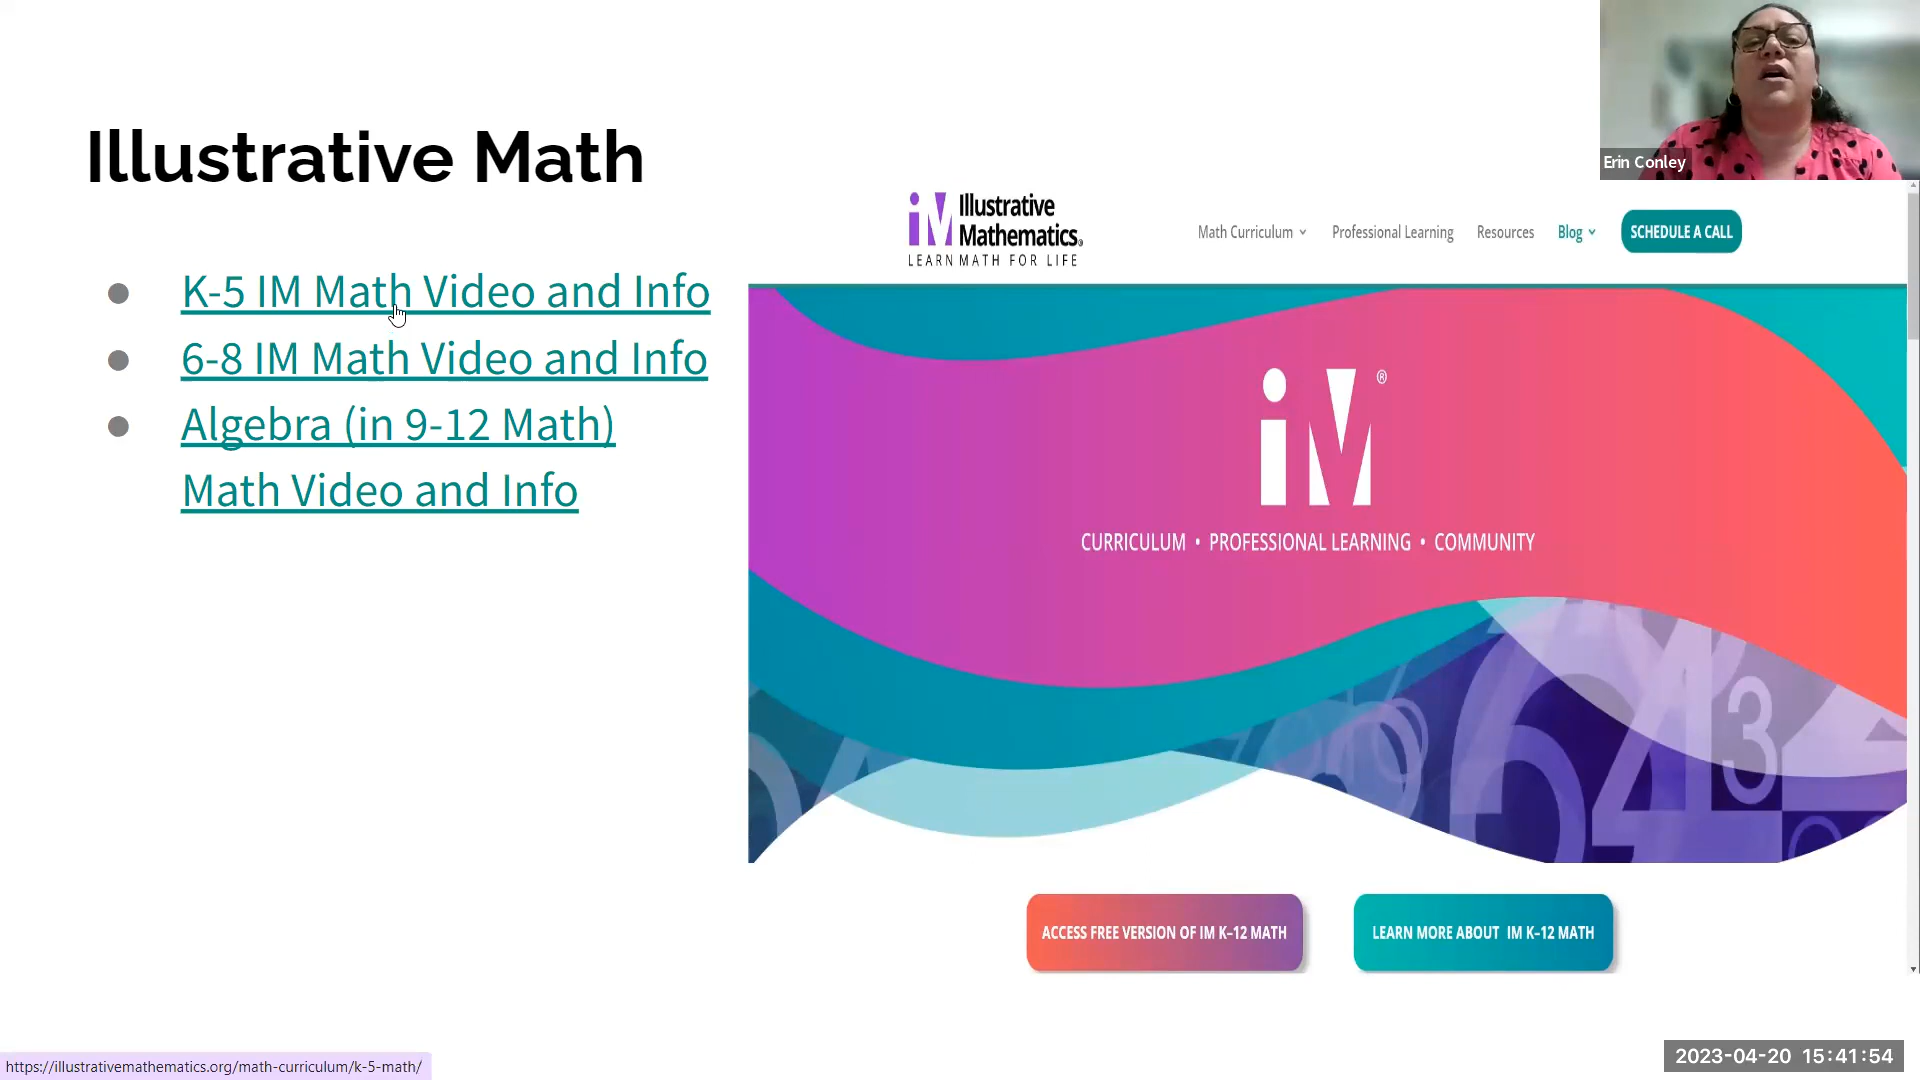 Illustrative Math
K-5 IM Math Video and Info
6-8 IM Math Video and Info
Algebra (in 9-12 Math)
Math Video and Info
Erin Conley
iM Illustrative
Mathematics®
LEARN MATH FOR LIFE
Math Curriculum
Professional Learning
Resources
Blog
SCHEDULE A CALL
iM®
CURRICULUM • PROFESSIONAL LEARNING • COMMUNITY
3
ACCESS FREE VERSION OF IM K–12 MATH
LEARN MORE ABOUT IM K–12 MATH
https://illustrativemathematics.org/math-curriculum/k-5-math/
2023-04-20 15:41:54